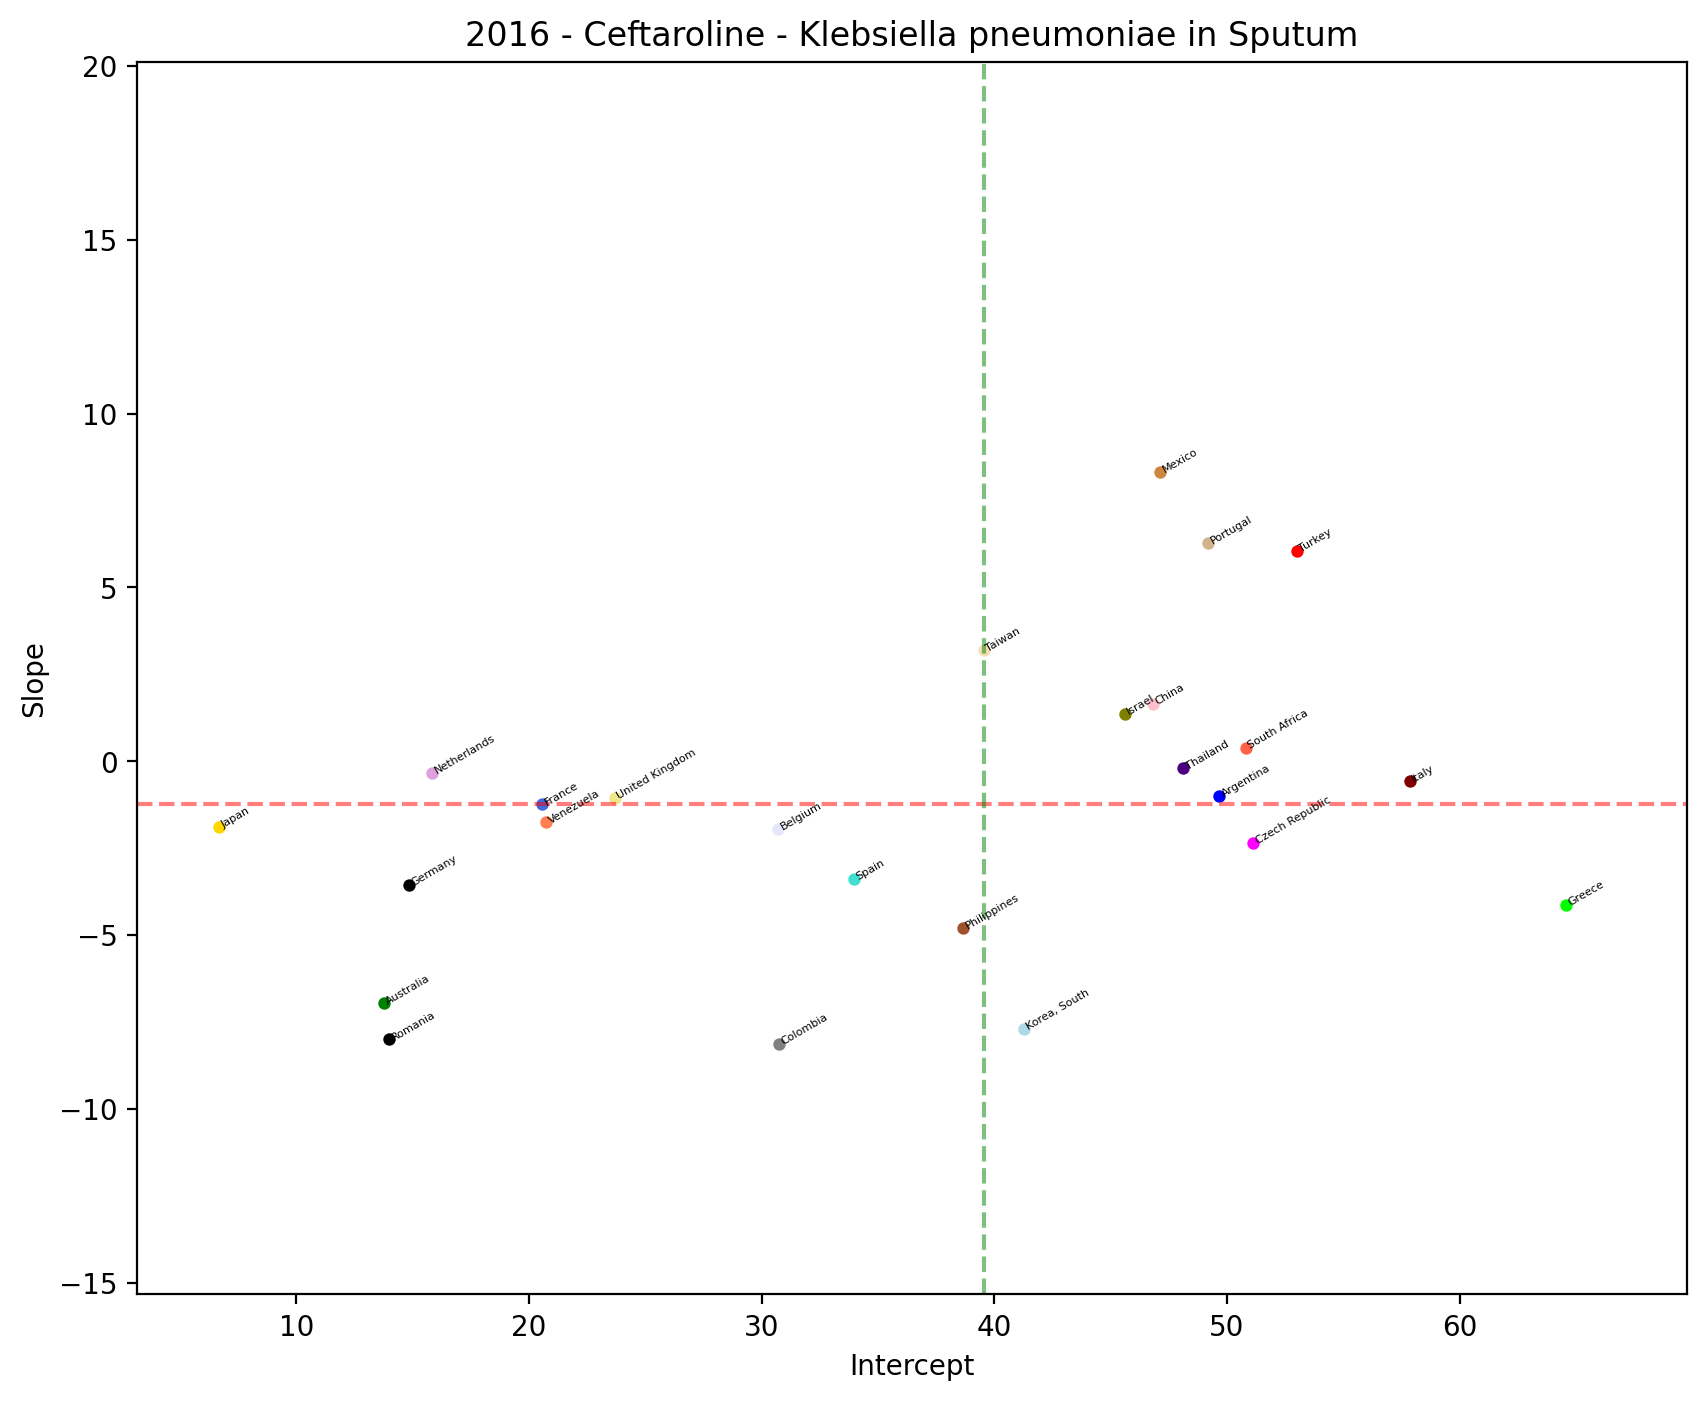 2016 - Ceftaroline - Klebsiella pneumoniae in Sputum
20
15
10
5
0
−5
−10
−15
Slope
Mexico
Portugal
Turkey
Taiwan
Israel
China
South Africa
Thailand
Netherlands
United Kingdom
Argentina
Italy
France
Venezuela
Japan
Belgium
Czech Republic
Germany
Spain
Greece
Philippines
Australia
Korea, South
Romania
Colombia
10
20
30
40
50
60
Intercept